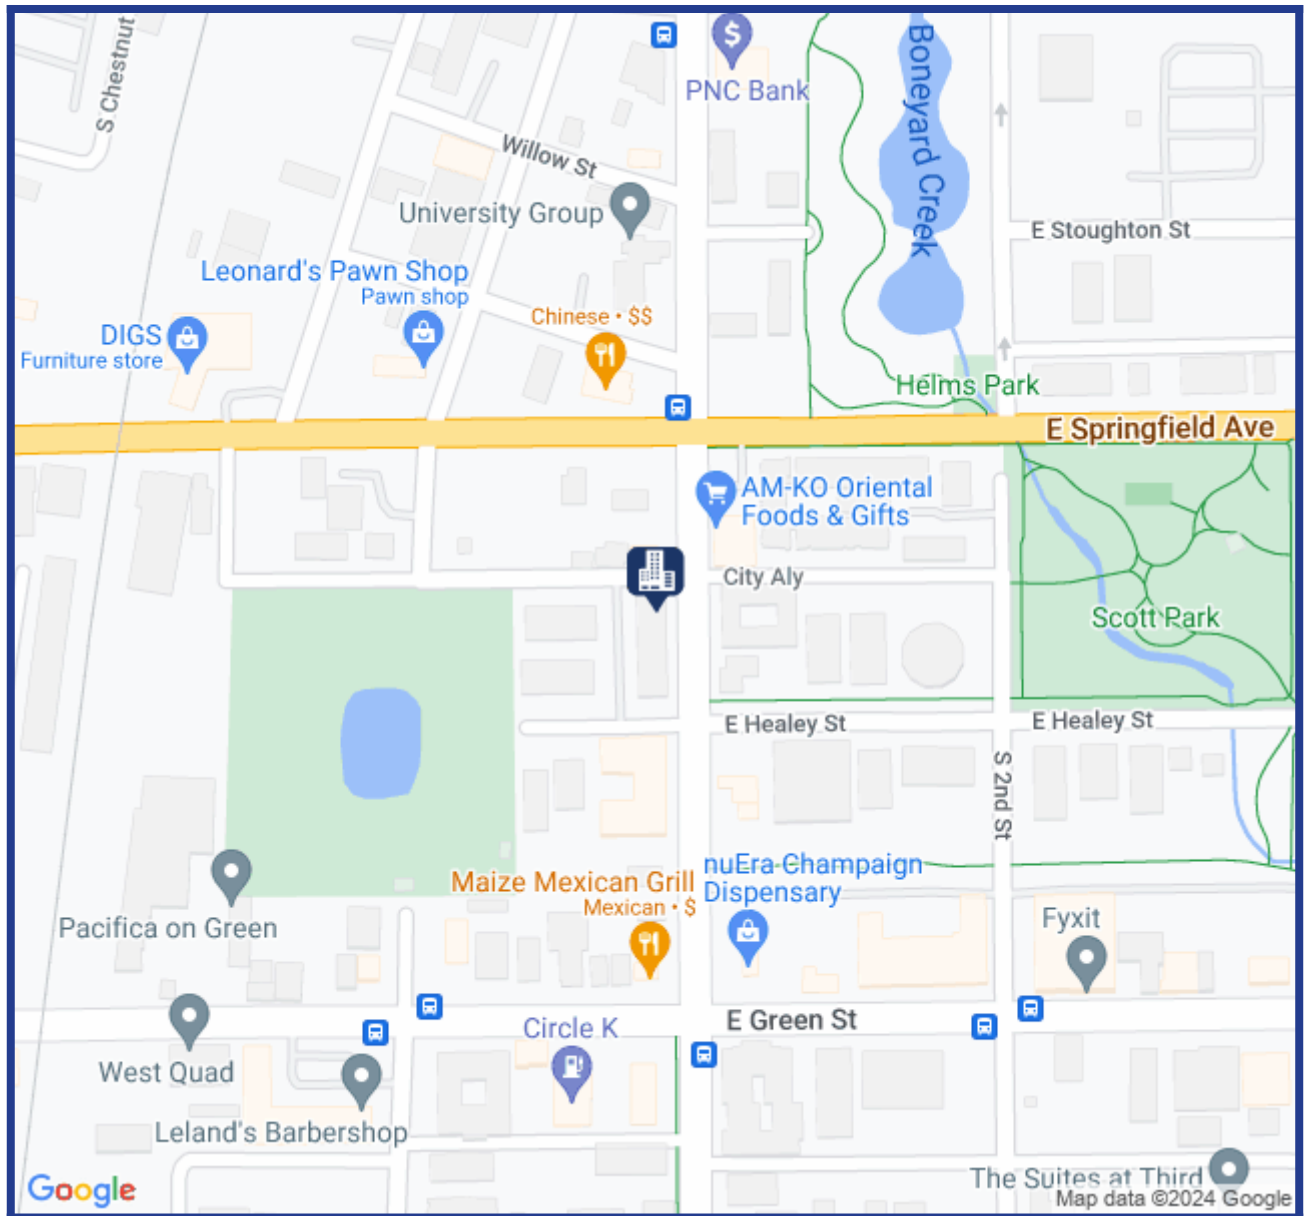 S Chestnut
PNC Bank
Boneyard Creek
Willow St
University Group
E Stoughton St
Leonard's Pawn Shop
Pawn shop
Chinese • $$
DIGS
Furniture store
Helms Park
E Springfield Ave
AM-KO Oriental
Foods & Gifts
City Aly
Scott Park
E Healey St
E Healey St
S 2nd St
nuEra Champaign
Dispensary
Maize Mexican Grill
Mexican • $
Pacifica on Green
Fyxit
E Green St
Circle K
West Quad
Leland's Barbershop
The Suites at Third
Google
Map data ©2024 Google